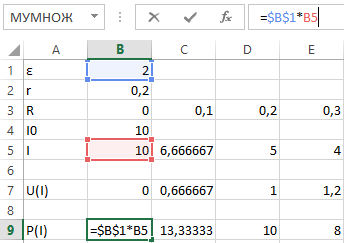 МУМНОЖ =$B$1*B5
A B C D E
1 ε 2
2 r 0,2
3 R 0 0,1 0,2 0,3
4 I0 10
5 I 10 6,666667 5 4
6
7 U(I) 0 0,666667 1 1,2
8
9 P(I) =$B$1*B5 13,33333 10 8